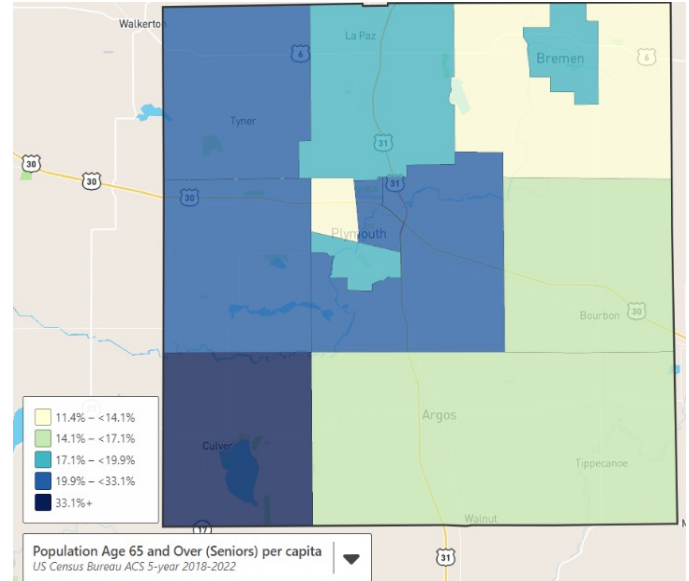 Walkerton
La Paz
6
Bremen
6
Tyner
31
30
30
31
30
Plymouth
Bourbon
30
11.4% – <14.1%
14.1% – <17.1%
17.1% – <19.9%
19.9% – <33.1%
33.1%+
Argos
Culver
Tippecanoe
Walnut
17
M
Population Age 65 and Over (Seniors) per capita
US Census Bureau ACS 5-year 2018-2022
31